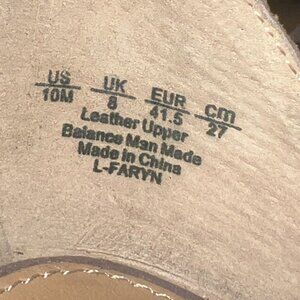 US UK EUR cm
10M 8 41.5 27
Leather Upper
Balance Man Made
Made in China
L-FARYN